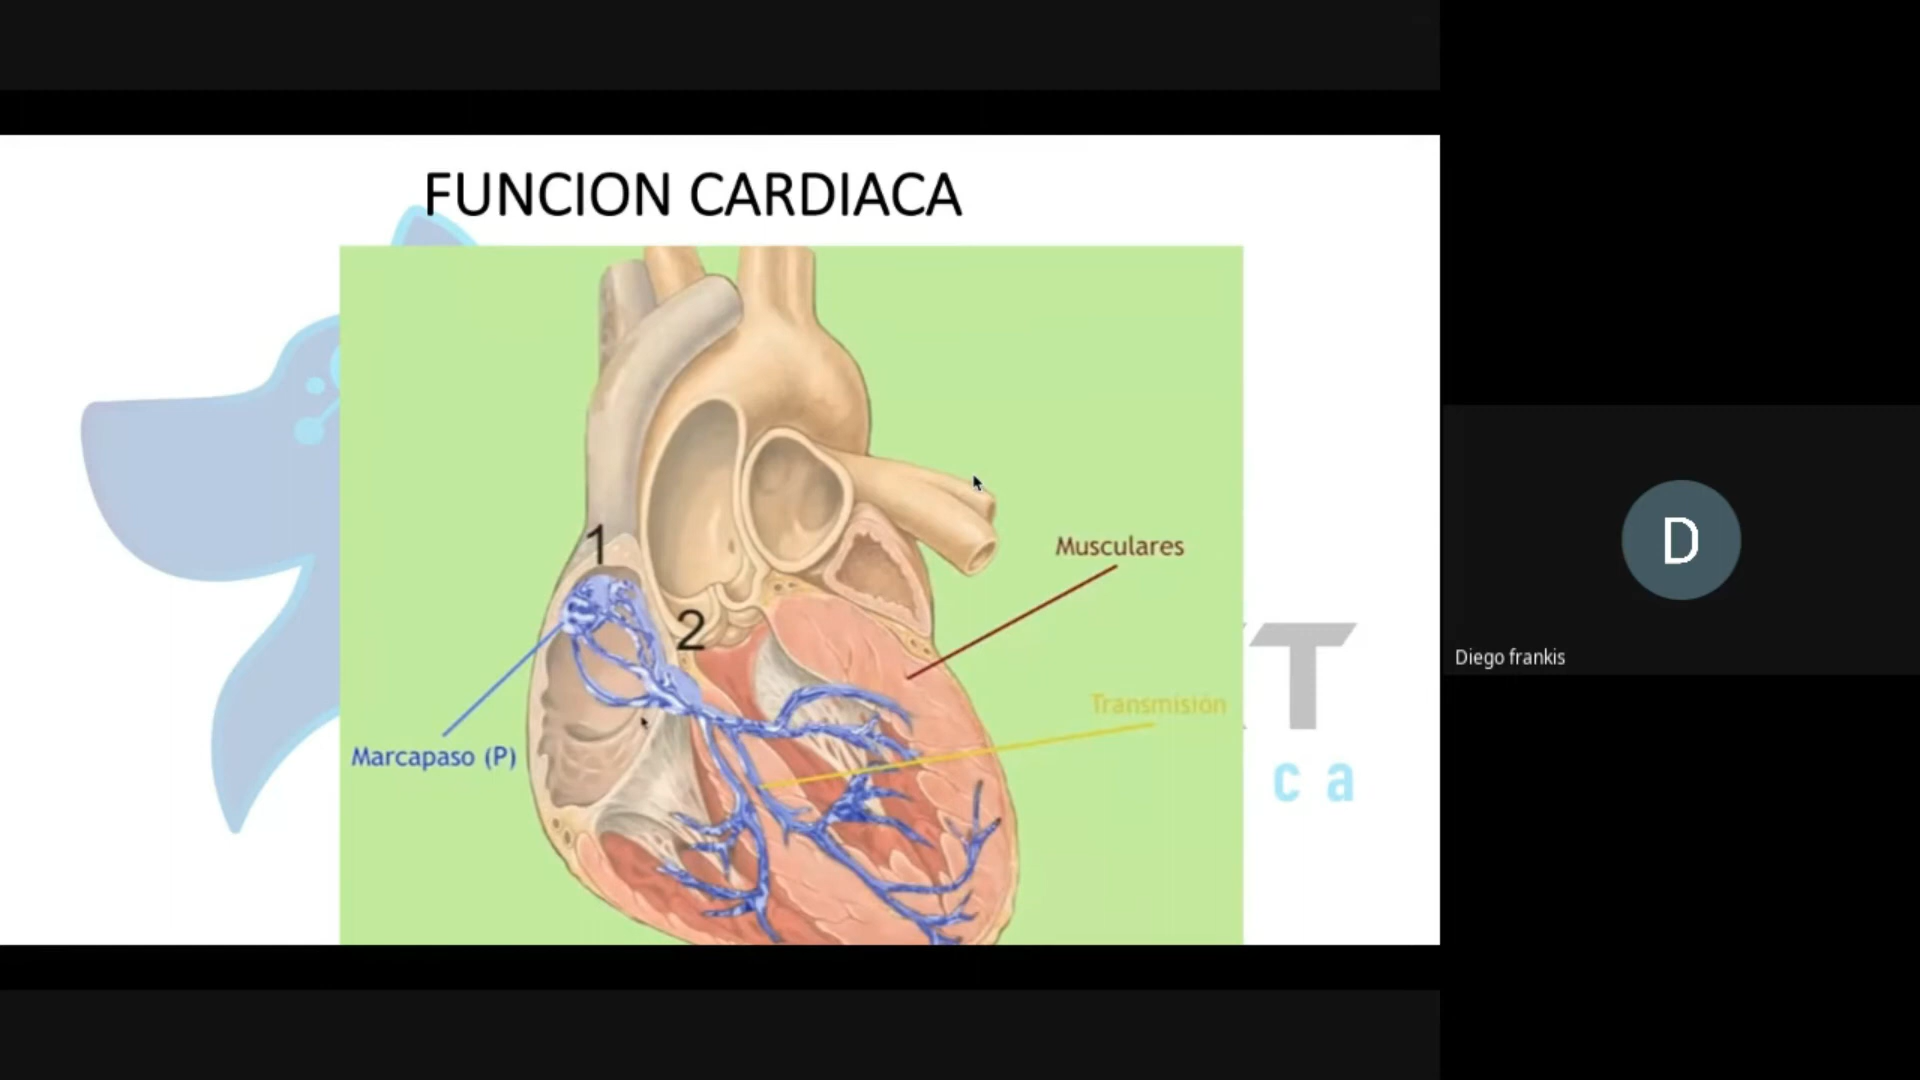 FUNCION CARDIACA
1
Musculares
2
Transmisión
T
Marcapaso (P)
c a
D
Diego frankis